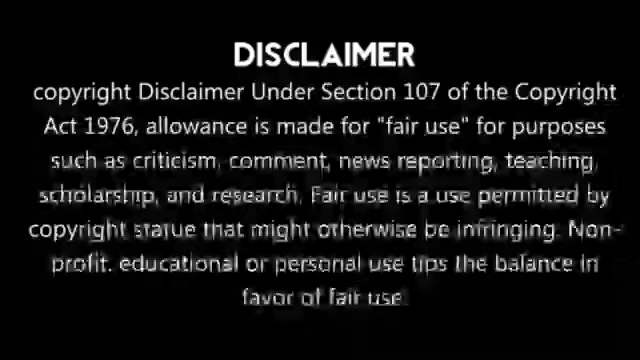 DISCLAIMER
copyright Disclaimer Under Section 107 of the Copyright
Act 1976, allowance is made for "fair use" for purposes
such as criticism, comment, news reporting, teaching,
scholarship, and research. Fair use is a use permitted by
copyright statue that might otherwise be infringing. Non-
profit. educational or personal use tips the balance in
favor of fair use.